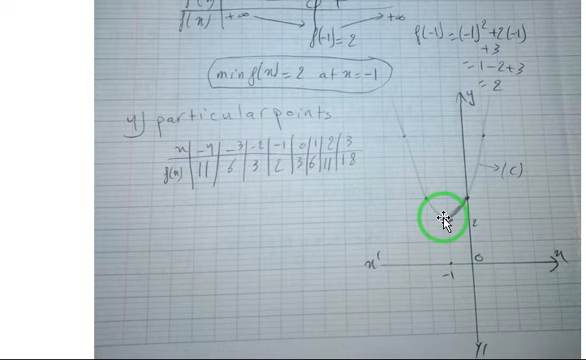 f(x) +∞ +∞
f(-1)=2
f(-1)=(-1)²+2(-1)
+3
=1-2+3
=2
min f(x)=2 at x=-1
4) particular points
x | -4 | -3 | -2 | -1 | 0 | 1 | 2 | 3
f(x) | 11 | 6 | 3 | 2 | 3 | 6 | 11 | 18
y
(C)
2
x' -1 0 x
y'